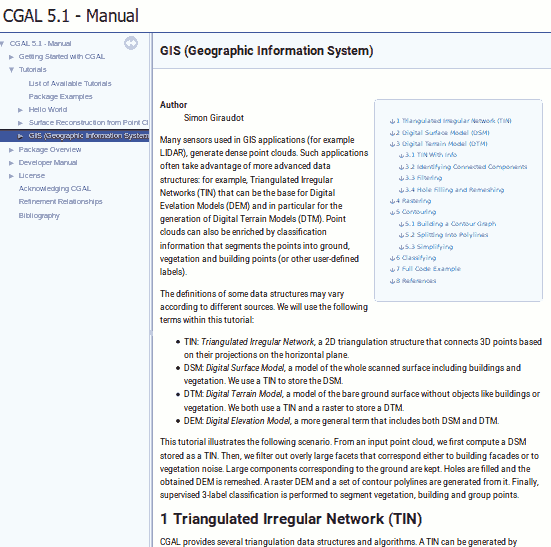 CGAL 5.1 - Manual
CGAL 5.1 - Manual
Getting Started with CGAL
Tutorials
List of Available Tutorials
Package Examples
Hello World
Surface Reconstruction from Point Cl
GIS (Geographic Information System)
Package Overview
Developer Manual
License
Acknowledging CGAL
Refinement Relationships
Bibliography
GIS (Geographic Information System)
Author
Simon Giraudot
Many sensors used in GIS applications (for example
LIDAR), generate dense point clouds. Such applications
often take advantage of more advanced data
structures: for example, Triangulated Irregular
Networks (TIN) that can be the base for Digital
Evelation Models (DEM) and in particular for the
generation of Digital Terrain Models (DTM). Point
clouds can also be enriched by classification
information that segments the points into ground,
vegetation and building points (or other user-defined
labels).
The definitions of some data structures may vary
according to different sources. We will use the following
terms within this tutorial:
↓1 Triangulated Irregular Network (TIN)
↓2 Digital Surface Model (DSM)
↓3 Digital Terrain Model (DTM)
↓3.1 TIN With Info
↓3.2 Identifying Connected Components
↓3.3 Filtering
↓3.4 Hole Filling and Remeshing
↓4 Rastering
↓5 Contouring
↓5.1 Building a Contour Graph
↓5.2 Splitting Into Polylines
↓5.3 Simplifying
↓6 Classifying
↓7 Full Code Example
↓8 References
• TIN: Triangulated Irregular Network, a 2D triangulation structure that connects 3D points based
on their projections on the horizontal plane.
• DSM: Digital Surface Model, a model of the whole scanned surface including buildings and
vegetation. We use a TIN to store the DSM.
• DTM: Digital Terrain Model, a model of the bare ground surface without objects like buildings or
vegetation. We both use a TIN and a raster to store a DTM.
• DEM: Digital Elevation Model, a more general term that includes both DSM and DTM.
This tutorial illustrates the following scenario. From an input point cloud, we first compute a DSM
stored as a TIN. Then, we filter out overly large facets that correspond either to building facades or to
vegetation noise. Large components corresponding to the ground are kept. Holes are filled and the
obtained DEM is remeshed. A raster DEM and a set of contour polylines are generated from it. Finally,
supervised 3-label classification is performed to segment vegetation, building and group points.
1 Triangulated Irregular Network (TIN)
CGAL provides several triangulation data structures and algorithms. A TIN can be generated by